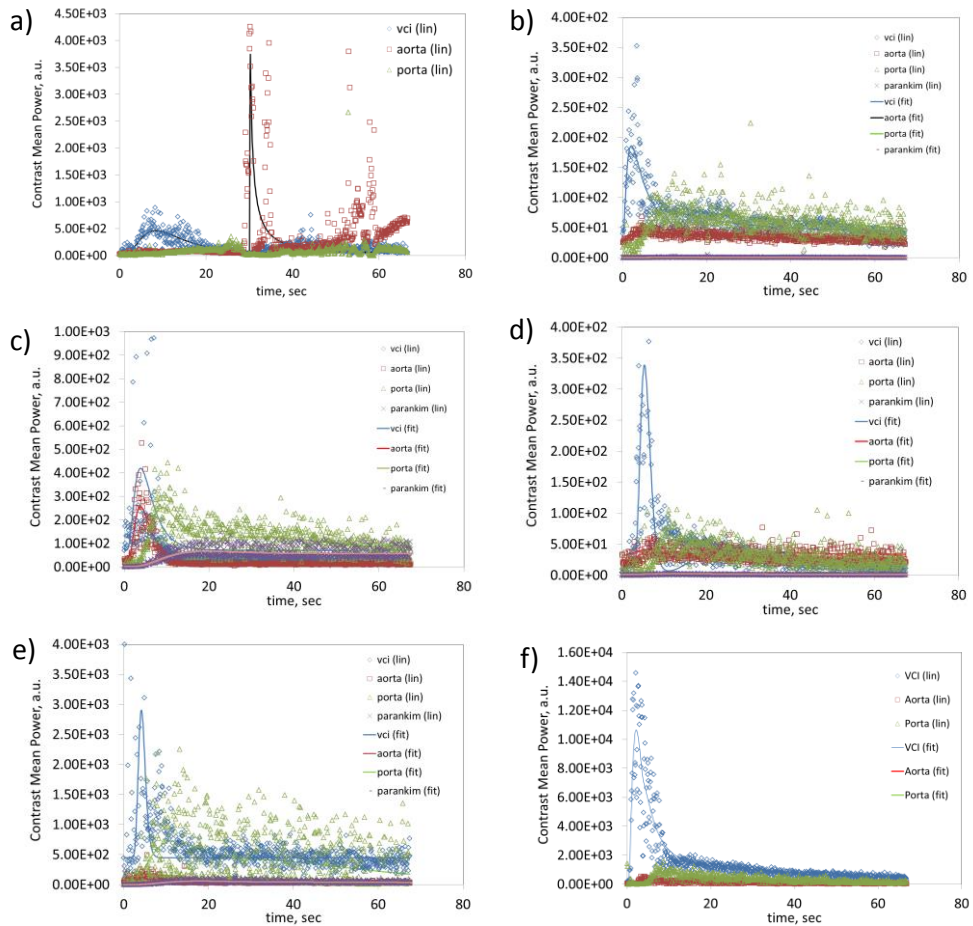 a)
4.50E+03
4.00E+03
3.50E+03
3.00E+03
2.50E+03
2.00E+03
1.50E+03
1.00E+03
5.00E+02
0.00E+00
Contrast Mean Power, a.u.
0 20 40 60 80
time, sec
vci (lin)
aorta (lin)
porta (lin)
b)
4.00E+02
3.50E+02
3.00E+02
2.50E+02
2.00E+02
1.50E+02
1.00E+02
5.00E+01
0.00E+00
Contrast Mean Power, a.u.
0 20 40 60 80
time, sec
vci (lin)
aorta (lin)
porta (lin)
parankim (lin)
vci (fit)
aorta (fit)
porta (fit)
parankim (fit)
c)
1.00E+03
9.00E+02
8.00E+02
7.00E+02
6.00E+02
5.00E+02
4.00E+02
3.00E+02
2.00E+02
1.00E+02
0.00E+00
Contrast Mean Power, a.u.
0 20 40 60 80
time, sec
vci (lin)
aorta (lin)
porta (lin)
parankim (lin)
vci (fit)
aorta (fit)
porta (fit)
parankim (fit)
d)
4.00E+02
3.50E+02
3.00E+02
2.50E+02
2.00E+02
1.50E+02
1.00E+02
5.00E+01
0.00E+00
Contrast Mean Power, a.u.
0 20 40 60 80
time, sec
vci (lin)
aorta (lin)
porta (lin)
parankim (lin)
vci (fit)
aorta (fit)
porta (fit)
parankim (fit)
e)
4.00E+03
3.50E+03
3.00E+03
2.50E+03
2.00E+03
1.50E+03
1.00E+03
5.00E+02
0.00E+00
Contrast Mean Power, a.u.
0 20 40 60 80
time, sec
vci (lin)
aorta (lin)
porta (lin)
parankim (lin)
vci (fit)
aorta (fit)
porta (fit)
parankim (fit)
f)
1.60E+04
1.40E+04
1.20E+04
1.00E+04
8.00E+03
6.00E+03
4.00E+03
2.00E+03
0.00E+00
Contrast Mean Power, a.u.
0 20 40 60 80
time, sec
VCI (lin)
Aorta (lin)
Porta (lin)
VCI (fit)
Aorta (fit)
Porta (fit)